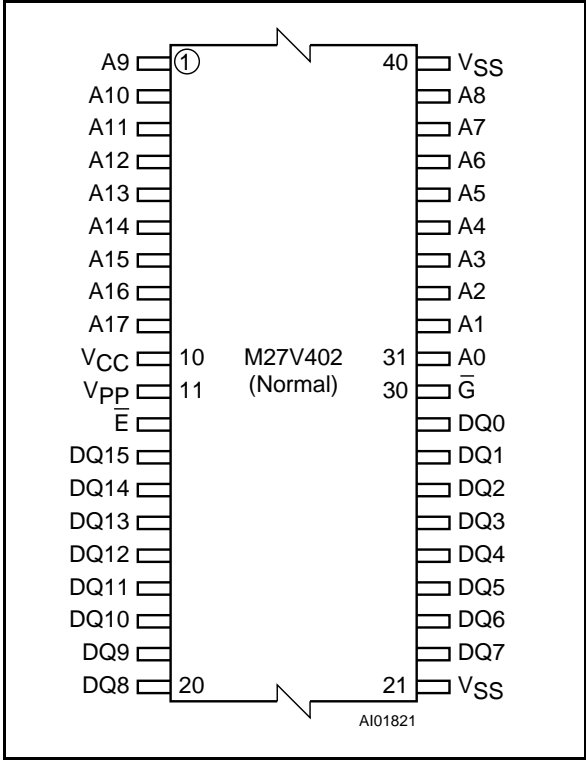 A9 1 40 VSS
A10 A8
A11 A7
A12 A6
A13 A5
A14 A4
A15 A3
A16 A2
A17 A1
VCC 10 M27V402 31 A0
VPP 11 (Normal) 30 G̅
E̅ DQ0
DQ15 DQ1
DQ14 DQ2
DQ13 DQ3
DQ12 DQ4
DQ11 DQ5
DQ10 DQ6
DQ9 DQ7
DQ8 20 21 VSS
AI01821